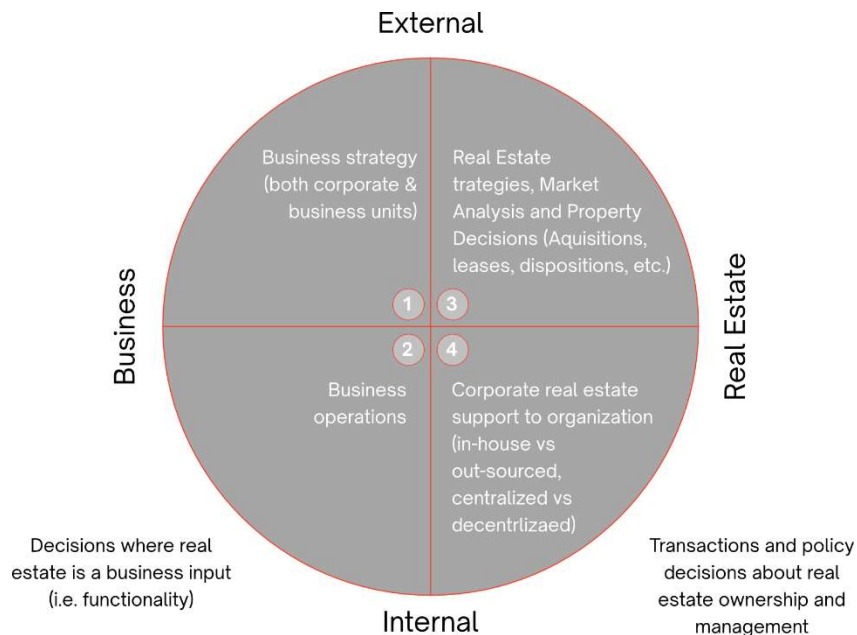 External
Business strategy
(both corporate &
business units)
Real Estate
trategies, Market
Analysis and Property
Decisions (Aquisitions,
leases, dispositions, etc.)
Business
Real Estate
1
3
2
4
Business
operations
Corporate real estate
support to organization
(in-house vs
out-sourced,
centralized vs
decentrlizaed)
Decisions where real
estate is a business input
(i.e. functionality)
Internal
Transactions and policy
decisions about real
estate ownership and
management